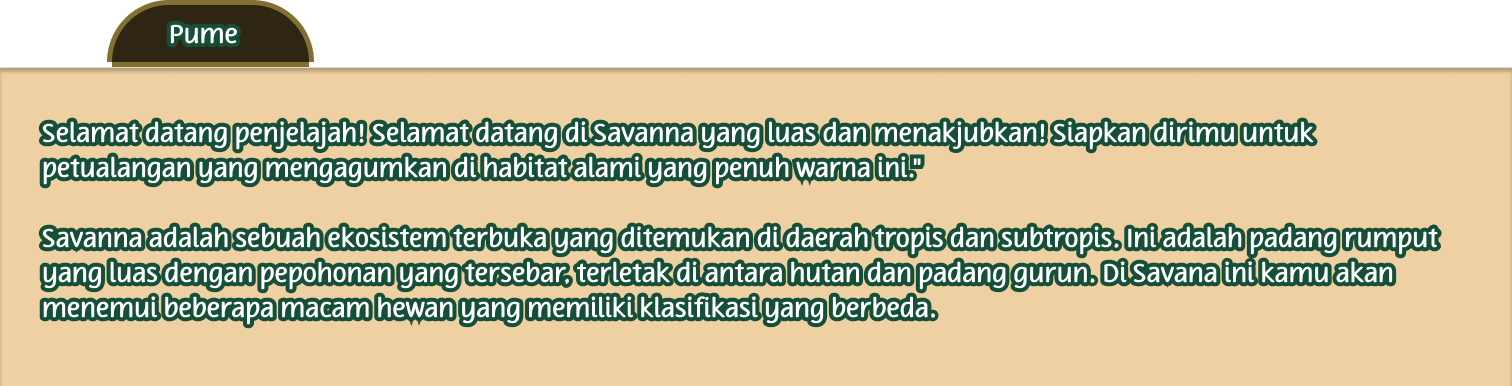 Pume
Selamat datang penjelajah! Selamat datang di Savanna yang luas dan menakjubkan! Siapkan dirimu untuk
petualangan yang mengagumkan di habitat alami yang penuh warna ini."
Savanna adalah sebuah ekosistem terbuka yang ditemukan di daerah tropis dan subtropis. Ini adalah padang rumput
yang luas dengan pepohonan yang tersebar, terletak di antara hutan dan padang gurun. Di Savana ini kamu akan
menemui beberapa macam hewan yang memiliki klasifikasi yang berbeda.